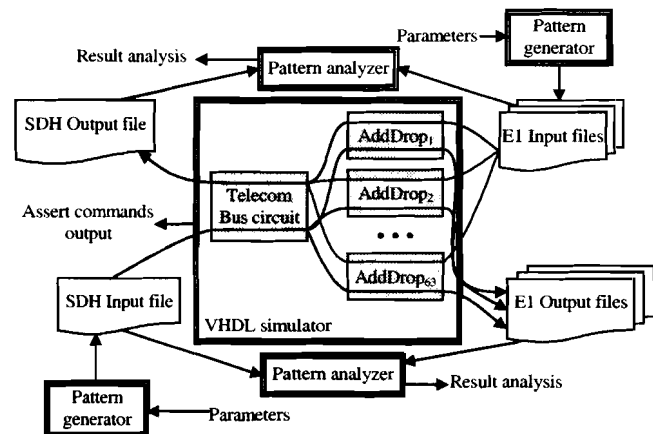 Result analysis
Parameters
Pattern
generator
Pattern analyzer
SDH Output file
AddDrop1
E1 Input files
Telecom
Bus circuit
AddDrop2
Assert commands
output
• • •
AddDrop63
SDH Input file
E1 Output files
VHDL simulator
Pattern analyzer
Result analysis
Pattern
generator
Parameters